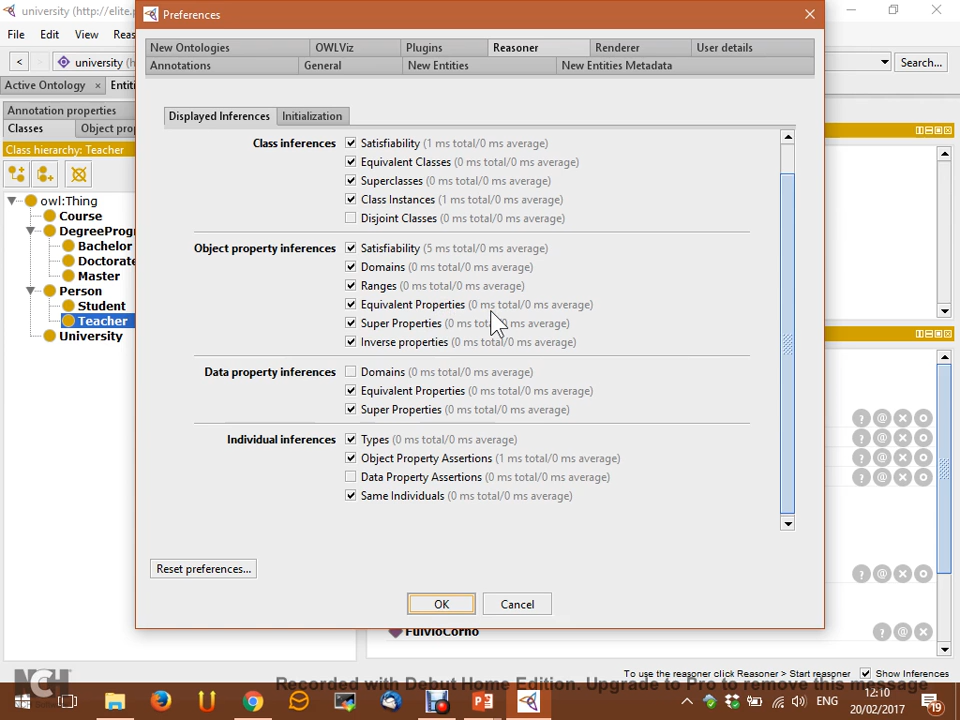 university (http://elite.p
Preferences
File Edit View Reas
New Ontologies OWLViz Plugins Reasoner Renderer User details
Annotations General New Entities New Entities Metadata
< university ( Search...
Active Ontology × Entiti
Annotation properties
Classes Object prop
Class hierarchy: Teacher
Displayed Inferences Initialization
owl:Thing
Course
DegreeProgr
Bachelor
Doctorate
Master
Person
Student
Teacher
University
Class inferences Satisfiability (1 ms total/0 ms average)
Equivalent Classes (0 ms total/0 ms average)
Superclasses (0 ms total/0 ms average)
Class Instances (1 ms total/0 ms average)
Disjoint Classes (0 ms total/0 ms average)
Object property inferences Satisfiability (5 ms total/0 ms average)
Domains (0 ms total/0 ms average)
Ranges (0 ms total/0 ms average)
Equivalent Properties (0 ms total/0 ms average)
Super Properties (0 ms total/0 ms average)
Inverse properties (0 ms total/0 ms average)
Data property inferences Domains (0 ms total/0 ms average)
Equivalent Properties (0 ms total/0 ms average)
Super Properties (0 ms total/0 ms average)
Individual inferences Types (0 ms total/0 ms average)
Object Property Assertions (1 ms total/0 ms average)
Data Property Assertions (0 ms total/0 ms average)
Same Individuals (0 ms total/0 ms average)
Reset preferences...
OK Cancel
FulvioCorno
To use the reasoner click Reasoner > Start reasoner Show Inferences
NCH
Recorded with Debut Home Edition. Upgrade to Pro to remove this message
ENG 12:10
20/02/2017
19